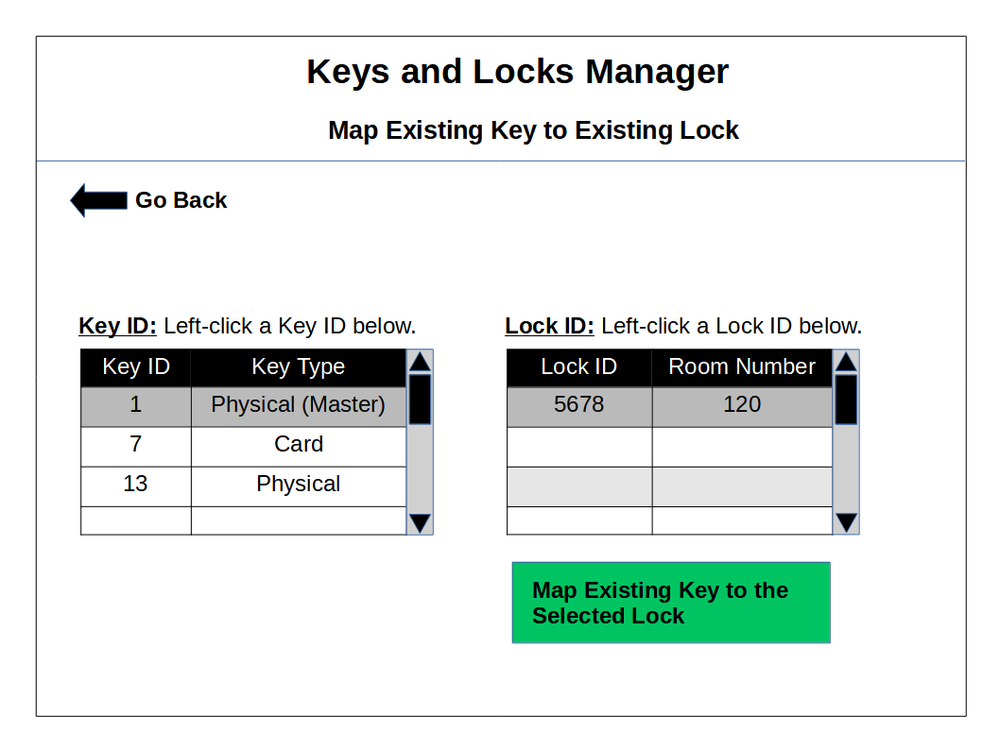 Keys and Locks Manager
Map Existing Key to Existing Lock
Go Back
Key ID: Left-click a Key ID below.
Key ID Key Type
1 Physical (Master)
7 Card
13 Physical
Lock ID: Left-click a Lock ID below.
Lock ID Room Number
5678 120
Map Existing Key to the
Selected Lock